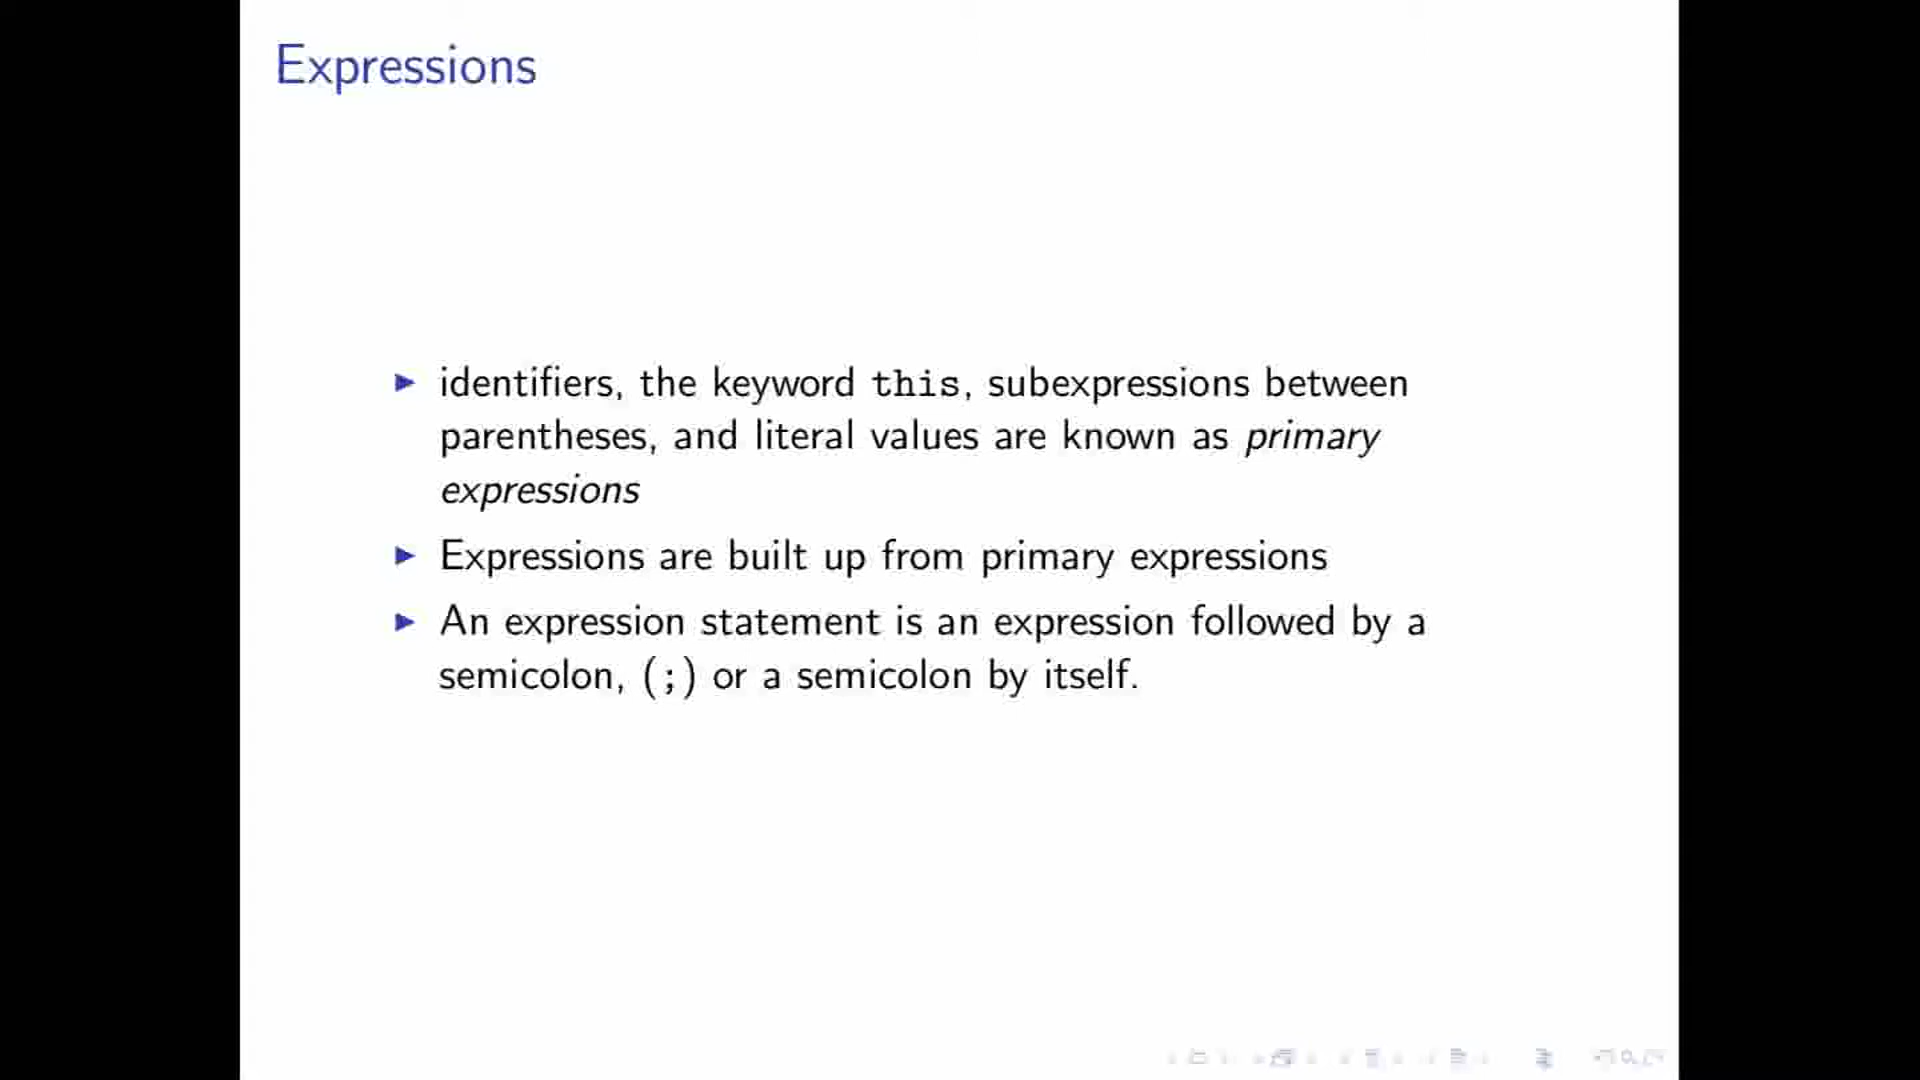 Expressions
identifiers, the keyword this, subexpressions between
parentheses, and literal values are known as primary
expressions
Expressions are built up from primary expressions
An expression statement is an expression followed by a
semicolon, (;) or a semicolon by itself.